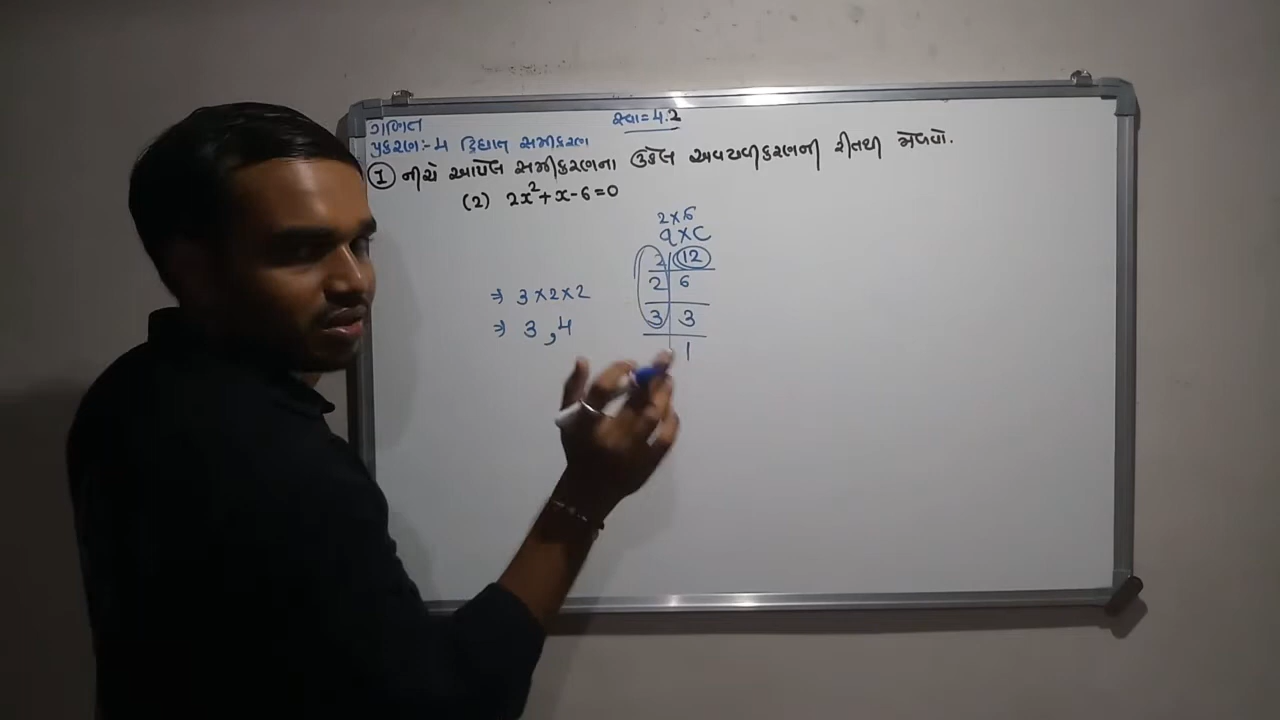 ગણિત
સ્વા = 4.2
પ્રકરણ:- 4 દ્વિઘાત સમીકરણ
(1) નીચે આપેલ સમીકરણના ઉકેલ અવયવીકરણની રીતથી મેળવો.
(2) 2x² + x - 6 = 0
2 × 6
a × c
2 | 12
2 | 6
3 | 3
1
⇒ 3 × 2 × 2
⇒ 3 , 4